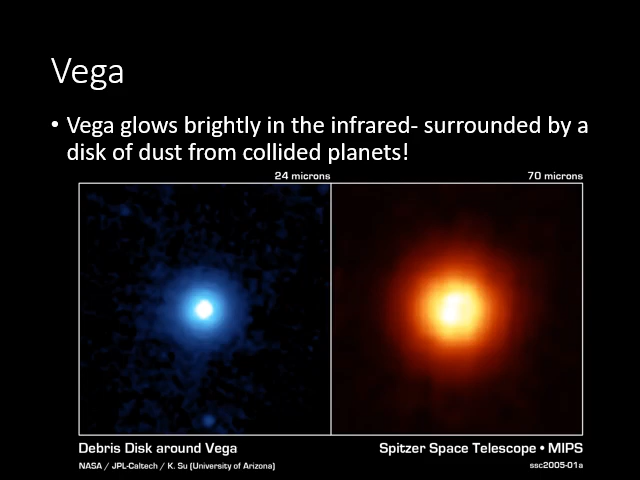 Vega
• Vega glows brightly in the infrared- surrounded by a
disk of dust from collided planets!
24 microns
70 microns
Debris Disk around Vega
Spitzer Space Telescope • MIPS
NASA / JPL-Caltech / K. Su (University of Arizona)
ssc2005-01a